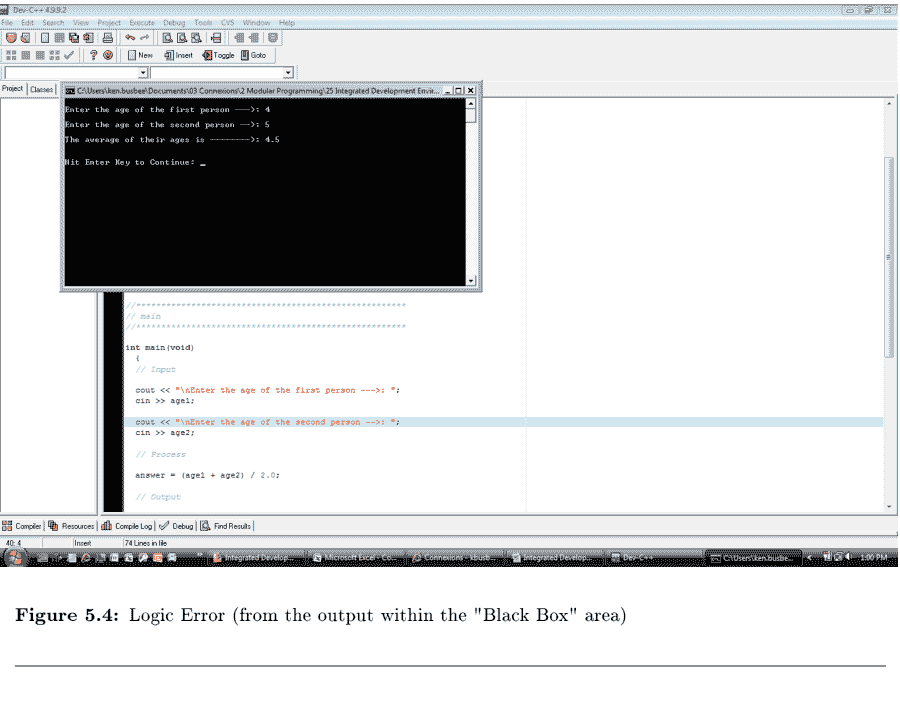 Dev-C++ 4.9.9.2
File Edit Search View Project Execute Debug Tools CVS Window Help
New Insert Toggle Goto
Project Classes
C:\Users\ken.busbee\Documents\03 Connexions\2 Modular Programming\25 Integrated Development Envir...
Enter the age of the first person --->: 4
Enter the age of the second person -->: 5
The average of their ages is -------->: 4.5
Hit Enter Key to Continue: _
//******************************************************
// main
//******************************************************
int main(void)
{
// Input
cout << "\nEnter the age of the first person --->: ";
cin >> age1;
cout << "\nEnter the age of the second person -->: ";
cin >> age2;
// Process
answer = (age1 + age2) / 2.0;
// Output
Compiler Resources Compile Log Debug Find Results
40: 4 Insert 74 Lines in file
Integrated Develop... Microsoft Excel - Co... Connexions - kbusb... Integrated Develop... Dev-C++ C:\Users\ken.busbe... 1:00 PM
Figure 5.4: Logic Error (from the output within the "Black Box" area)